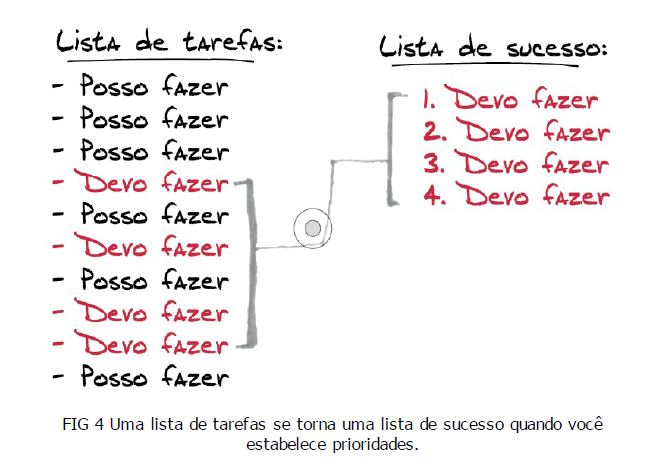 Lista de tarefas:
- Posso fazer
- Posso fazer
- Posso fazer
- Devo fazer
- Posso fazer
- Devo fazer
- Posso fazer
- Devo fazer
- Devo fazer
- Posso fazer
Lista de sucesso:
1. Devo fazer
2. Devo fazer
3. Devo fazer
4. Devo fazer
FIG 4 Uma lista de tarefas se torna uma lista de sucesso quando você
estabelece prioridades.